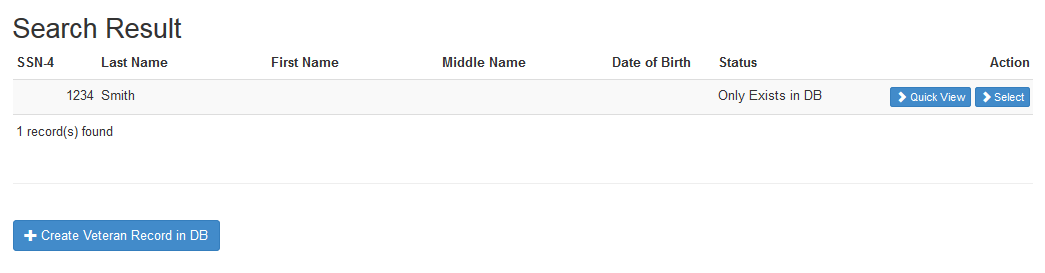 Search Result
SSN-4 Last Name First Name Middle Name Date of Birth Status Action
1234 Smith Only Exists in DB Quick View Select
1 record(s) found
Create Veteran Record in DB